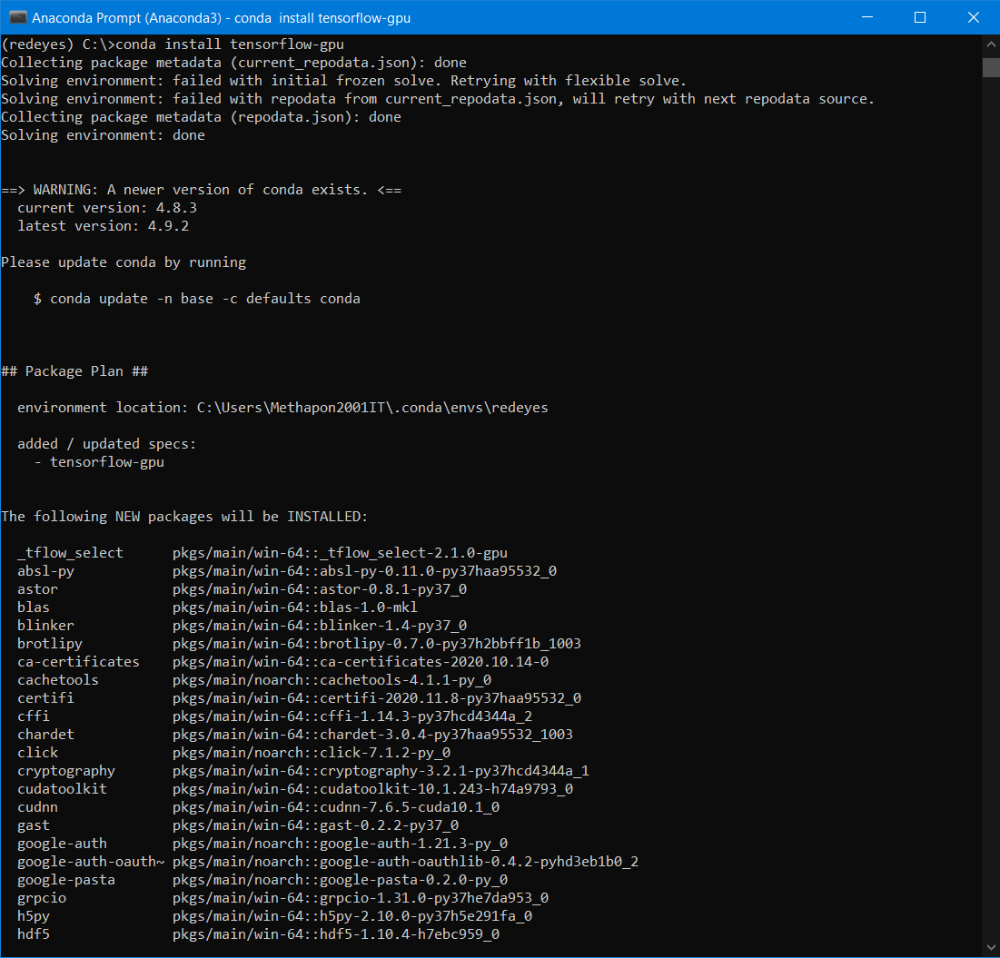 Anaconda Prompt (Anaconda3) - conda  install tensorflow-gpu
(redeyes) C:\>conda install tensorflow-gpu
Collecting package metadata (current_repodata.json): done
Solving environment: failed with initial frozen solve. Retrying with flexible solve.
Solving environment: failed with repodata from current_repodata.json, will retry with next repodata source.
Collecting package metadata (repodata.json): done
Solving environment: done
==> WARNING: A newer version of conda exists. <==
  current version: 4.8.3
  latest version: 4.9.2
Please update conda by running
    $ conda update -n base -c defaults conda
## Package Plan ##
  environment location: C:\Users\Methapon2001IT\.conda\envs\redeyes
  added / updated specs:
    - tensorflow-gpu
The following NEW packages will be INSTALLED:
  _tflow_select      pkgs/main/win-64::_tflow_select-2.1.0-gpu
  absl-py            pkgs/main/win-64::absl-py-0.11.0-py37haa95532_0
  astor              pkgs/main/win-64::astor-0.8.1-py37_0
  blas               pkgs/main/win-64::blas-1.0-mkl
  blinker            pkgs/main/win-64::blinker-1.4-py37_0
  brotlipy           pkgs/main/win-64::brotlipy-0.7.0-py37h2bbff1b_1003
  ca-certificates    pkgs/main/win-64::ca-certificates-2020.10.14-0
  cachetools         pkgs/main/noarch::cachetools-4.1.1-py_0
  certifi            pkgs/main/win-64::certifi-2020.11.8-py37haa95532_0
  cffi               pkgs/main/win-64::cffi-1.14.3-py37hcd4344a_2
  chardet            pkgs/main/win-64::chardet-3.0.4-py37haa95532_1003
  click              pkgs/main/noarch::click-7.1.2-py_0
  cryptography       pkgs/main/win-64::cryptography-3.2.1-py37hcd4344a_1
  cudatoolkit        pkgs/main/win-64::cudatoolkit-10.1.243-h74a9793_0
  cudnn              pkgs/main/win-64::cudnn-7.6.5-cuda10.1_0
  gast               pkgs/main/win-64::gast-0.2.2-py37_0
  google-auth        pkgs/main/noarch::google-auth-1.21.3-py_0
  google-auth-oauth~ pkgs/main/noarch::google-auth-oauthlib-0.4.2-pyhd3eb1b0_2
  google-pasta       pkgs/main/noarch::google-pasta-0.2.0-py_0
  grpcio             pkgs/main/win-64::grpcio-1.31.0-py37he7da953_0
  h5py               pkgs/main/win-64::h5py-2.10.0-py37h5e291fa_0
  hdf5               pkgs/main/win-64::hdf5-1.10.4-h7ebc959_0